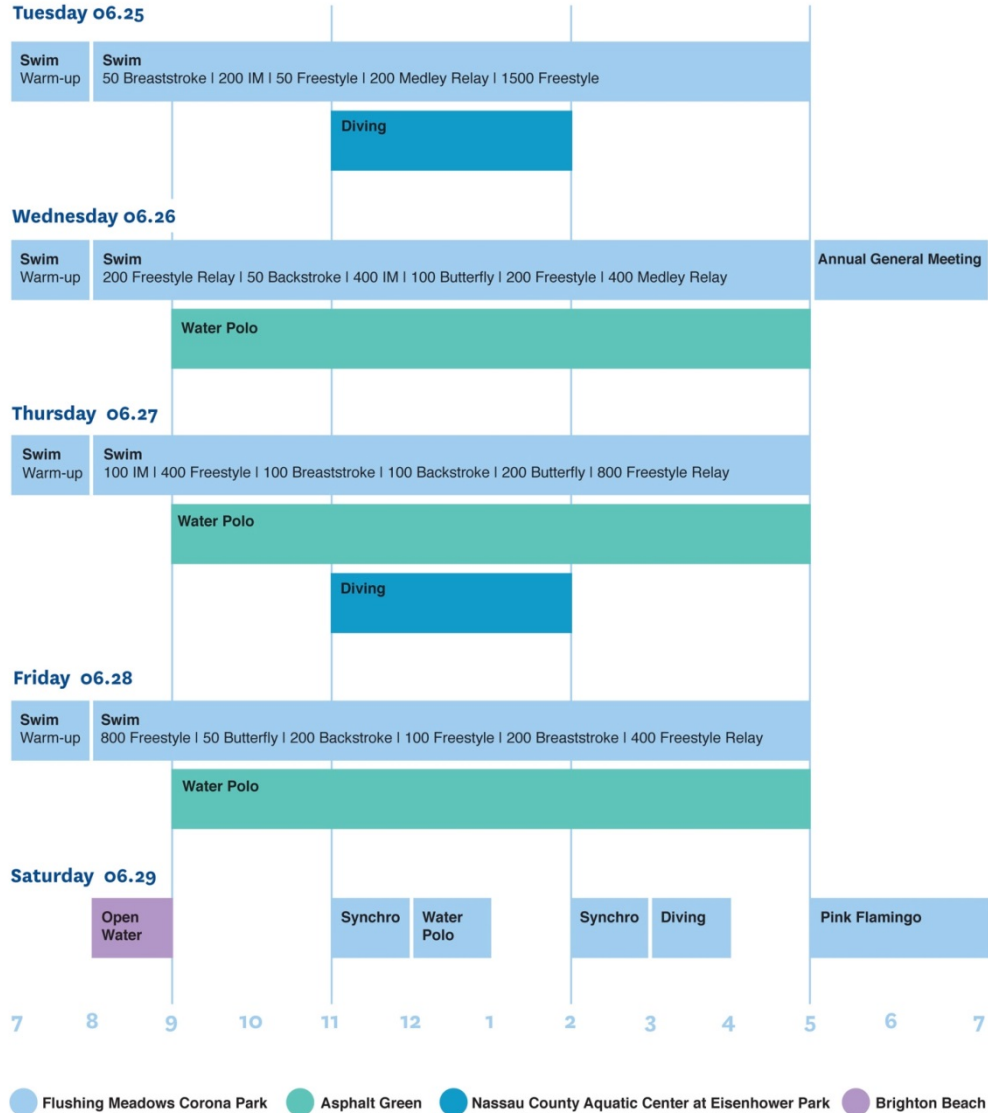 Tuesday 06.25
Swim
Warm-up
Swim
50 Breaststroke | 200 IM | 50 Freestyle | 200 Medley Relay | 1500 Freestyle
Diving
Wednesday 06.26
Swim
Warm-up
Swim
200 Freestyle Relay | 50 Backstroke | 400 IM | 100 Butterfly | 200 Freestyle | 400 Medley Relay
Annual General Meeting
Water Polo
Thursday 06.27
Swim
Warm-up
Swim
100 IM | 400 Freestyle | 100 Breaststroke | 100 Backstroke | 200 Butterfly | 800 Freestyle Relay
Water Polo
Diving
Friday 06.28
Swim
Warm-up
Swim
800 Freestyle | 50 Butterfly | 200 Backstroke | 100 Freestyle | 200 Breaststroke | 400 Freestyle Relay
Water Polo
Saturday 06.29
Open
Water
Synchro
Water
Polo
Synchro
Diving
Pink Flamingo
7 8 9 10 11 12 1 2 3 4 5 6 7
Flushing Meadows Corona Park Asphalt Green Nassau County Aquatic Center at Eisenhower Park Brighton Beach